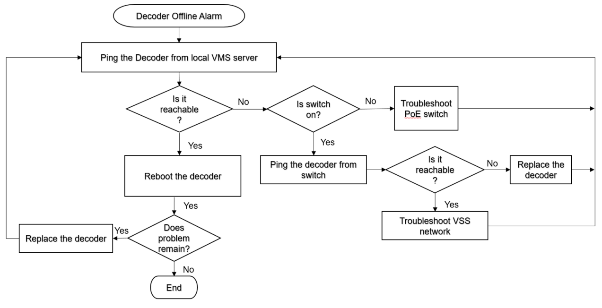 Decoder Offline Alarm
Ping the Decoder from local VMS server
Is it
reachable
?
No
Is switch
on?
No
Troubleshoot
PoE switch
Yes
Yes
Reboot the decoder
Ping the decoder from
switch
Is it
reachable
?
No
Replace the
decoder
Yes
Yes
Troubleshoot VSS
network
Does
problem
remain?
Yes
Replace the decoder
No
End